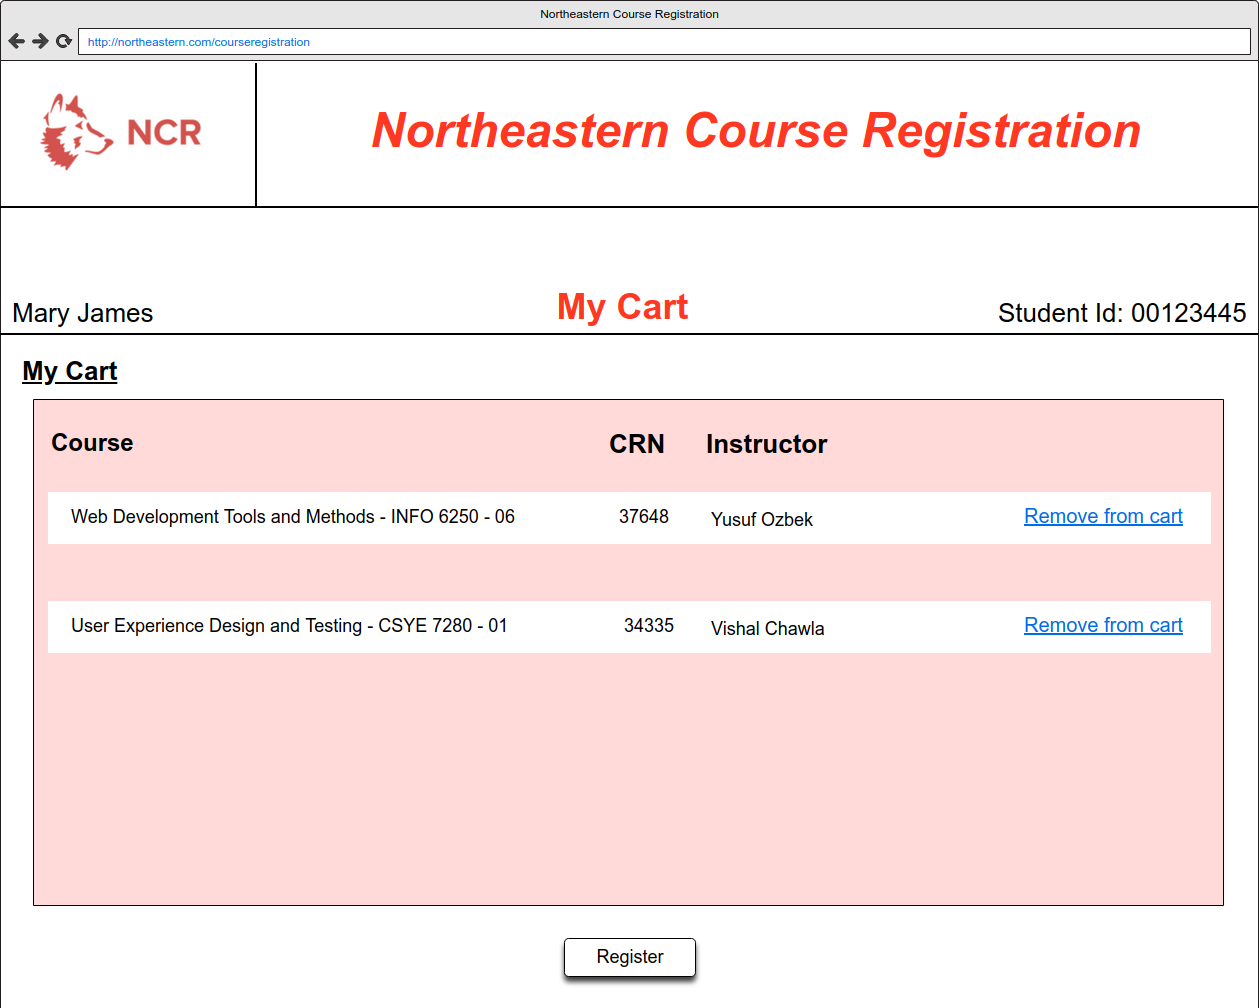 Northeastern Course Registration
http://northeastern.com/courseregistration
NCR
Northeastern Course Registration
Mary James
My Cart
Student Id: 00123445
My Cart
Course CRN Instructor
Web Development Tools and Methods - INFO 6250 - 06 37648 Yusuf Ozbek Remove from cart
User Experience Design and Testing - CSYE 7280 - 01 34335 Vishal Chawla Remove from cart
Register